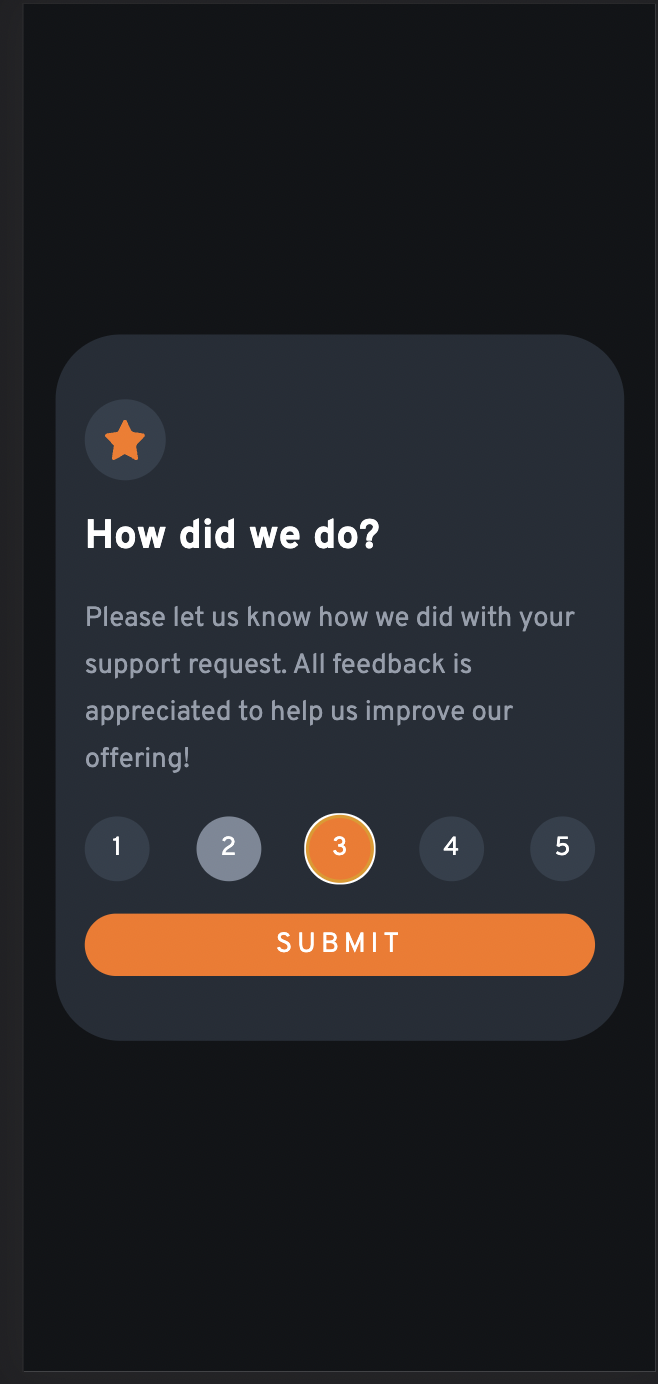 How did we do?
Please let us know how we did with your
support request. All feedback is
appreciated to help us improve our
offering!
1 2 3 4 5
SUBMIT